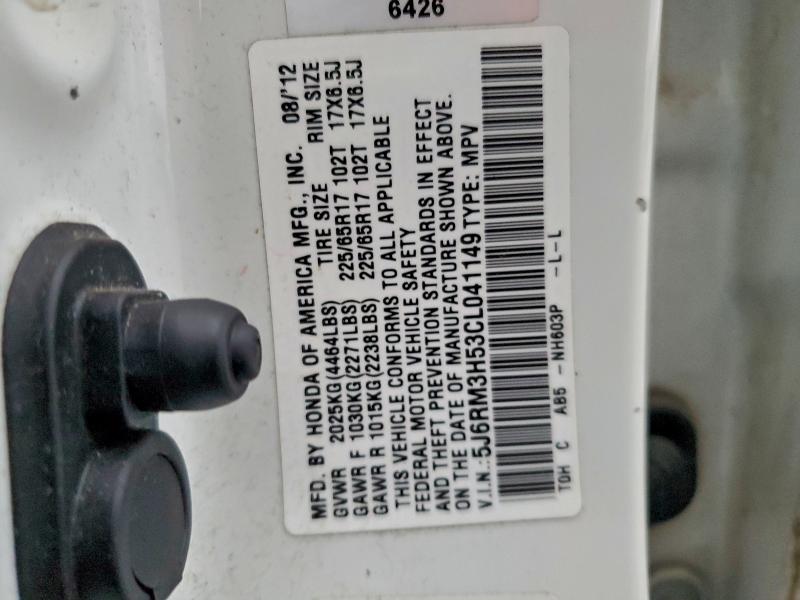 6426
MFD. BY HONDA OF AMERICA MFG., INC. 08/'12
TIRE SIZE RIM SIZE
GVWR 2025KG(4464LBS)
GAWR F 1030KG(2271LBS) 225/65R17 102T 17X6.5J
GAWR R 1015KG(2238LBS) 225/65R17 102T 17X6.5J
THIS VEHICLE CONFORMS TO ALL APPLICABLE
FEDERAL MOTOR VEHICLE SAFETY
AND THEFT PREVENTION STANDARDS IN EFFECT
ON THE DATE OF MANUFACTURE SHOWN ABOVE.
V.I.N.:5J6RM3H53CL041149 TYPE: MPV
T0H C AB5 -NH603P -L-L